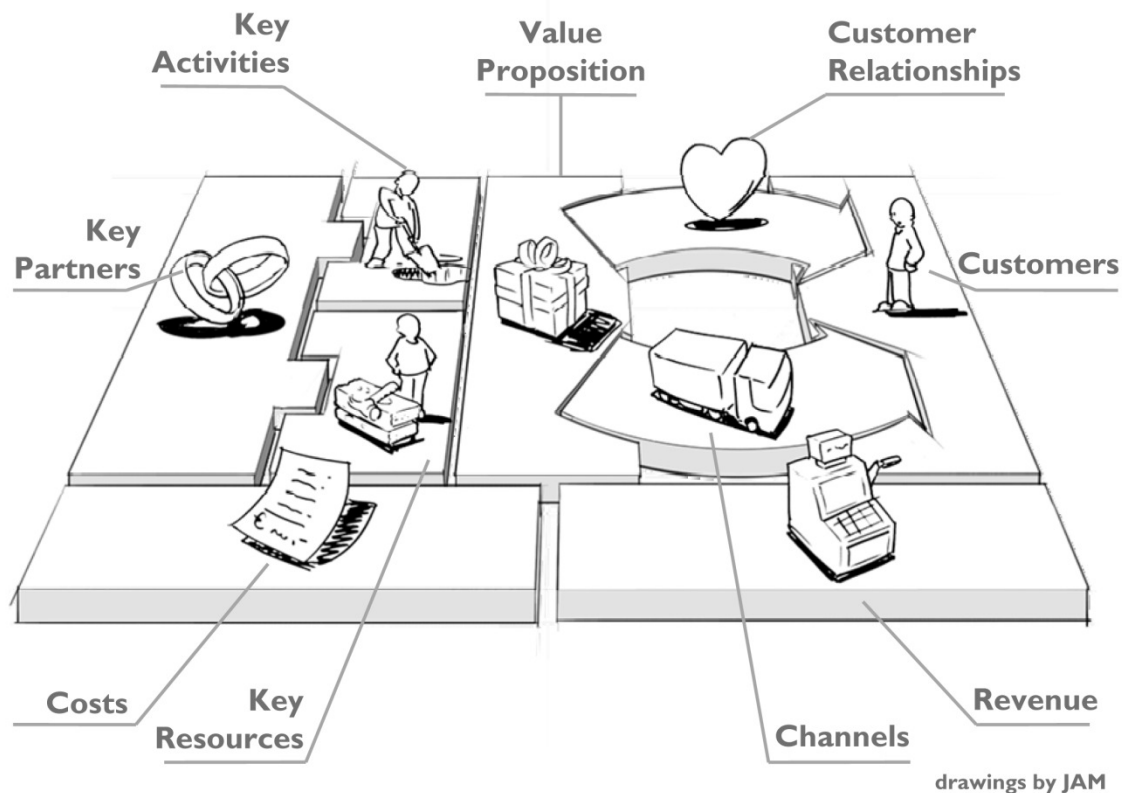 Key
Activities
Value
Proposition
Customer
Relationships
Key
Partners
Customers
Costs
Key
Resources
Channels
Revenue
drawings by JAM